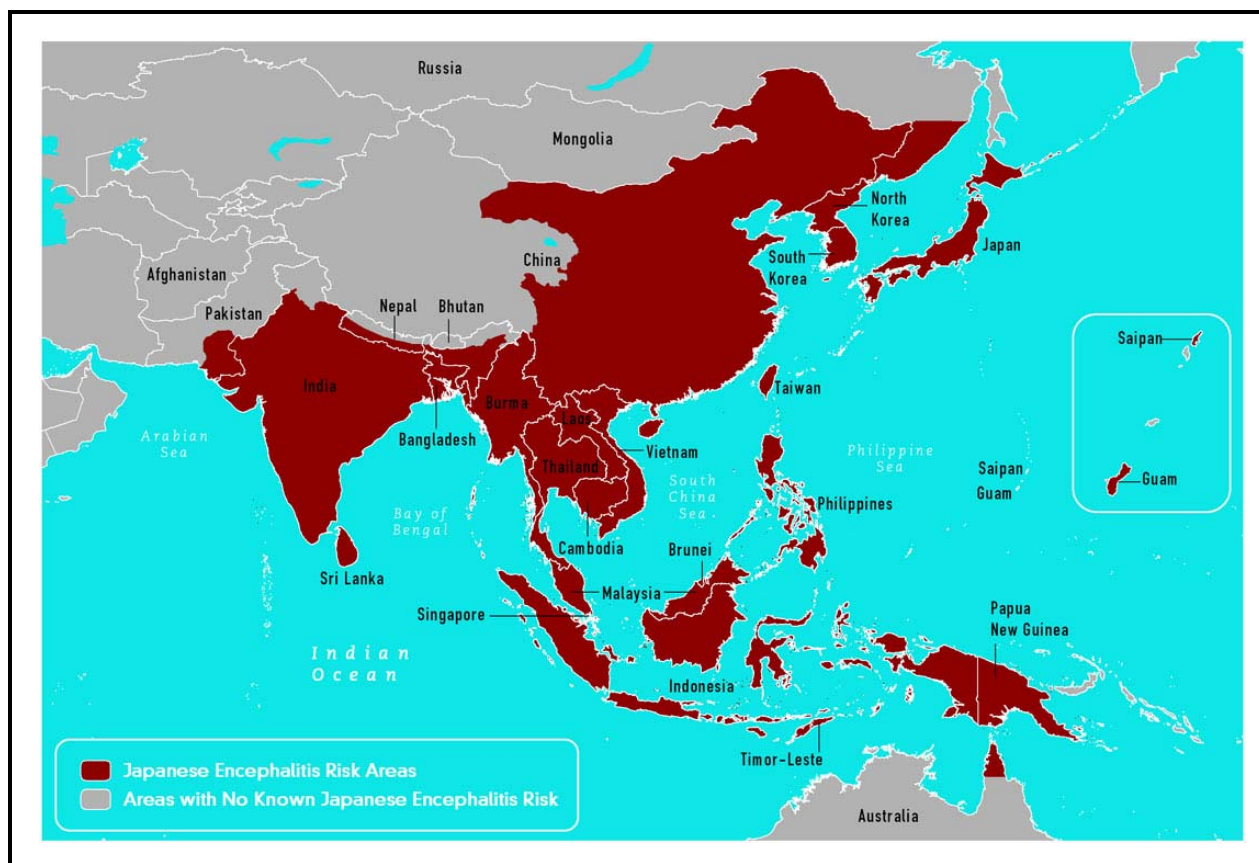 Russia
Mongolia
North
Korea
Japan
China
South
Korea
Afghanistan
Pakistan
Nepal
Bhutan
Saipan
India
Burma
Taiwan
Laos
Bangladesh
Vietnam
Arabian
Sea
Thailand
Philippine
Sea
Saipan
Guam
Guam
South
China
Sea
Philippines
Bay of
Bengal
Cambodia
Brunei
Sri Lanka
Malaysia
Singapore
Papua
New Guinea
Indian
Ocean
Indonesia
Timor-Leste
Australia
Japanese Encephalitis Risk Areas
Areas with No Known Japanese Encephalitis Risk